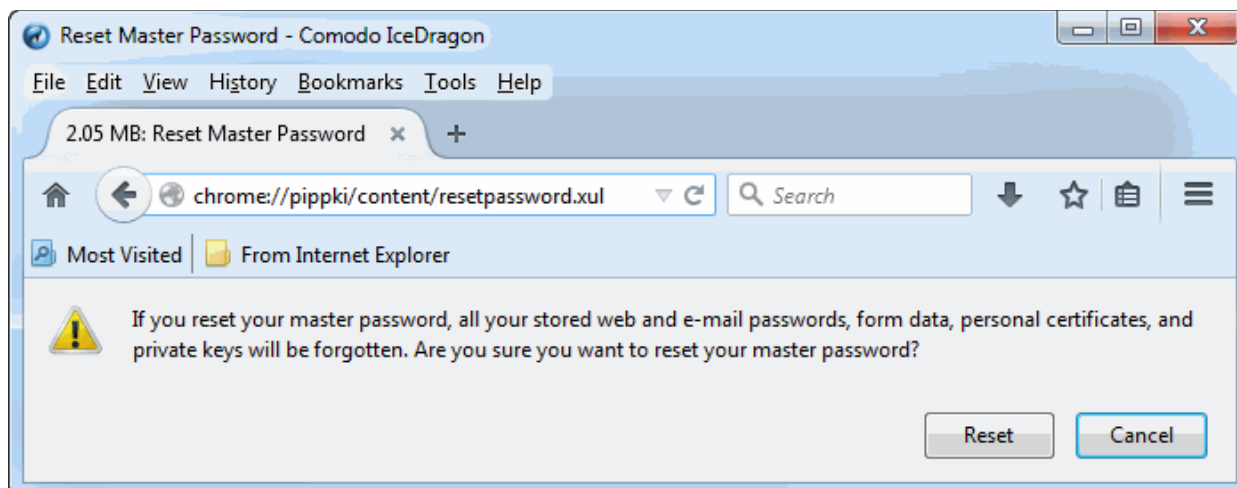 Reset Master Password - Comodo IceDragon
File Edit View History Bookmarks Tools Help
2.05 MB: Reset Master Password
chrome://pippki/content/resetpassword.xul Search
Most Visited From Internet Explorer
If you reset your master password, all your stored web and e-mail passwords, form data, personal certificates, and
private keys will be forgotten. Are you sure you want to reset your master password?
Reset Cancel